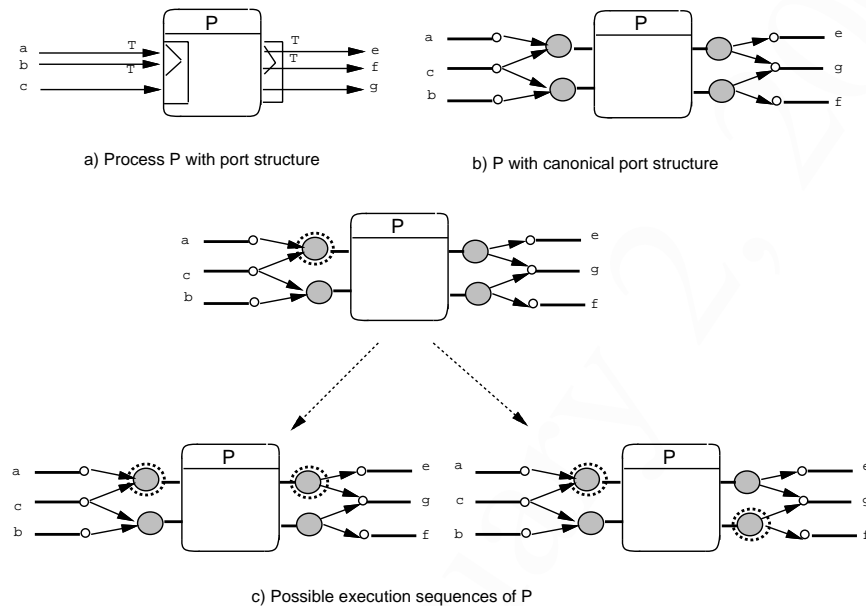 P
P
a
b
c
T
T
T
T
e
f
g
a
c
b
e
g
f
a) Process P with port structure
b) P with canonical port structure
P
a
c
b
e
g
f
P
a
c
b
e
g
f
P
a
c
b
e
g
f
c) Possible execution sequences of P